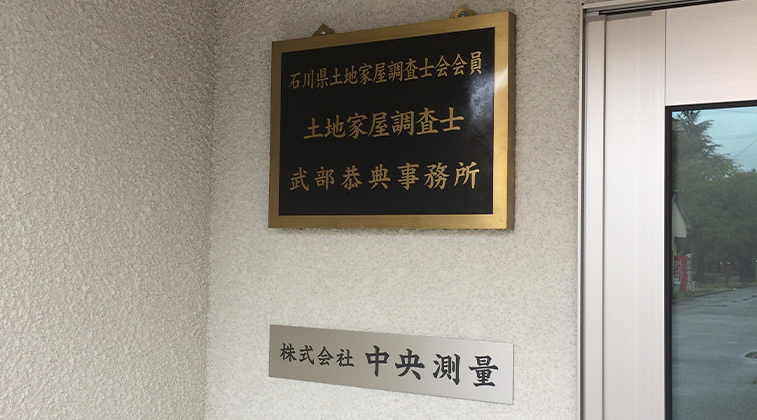 石川県土地家屋調査士会会員
土地家屋調査士
武部恭典事務所
株式会社 中央測量